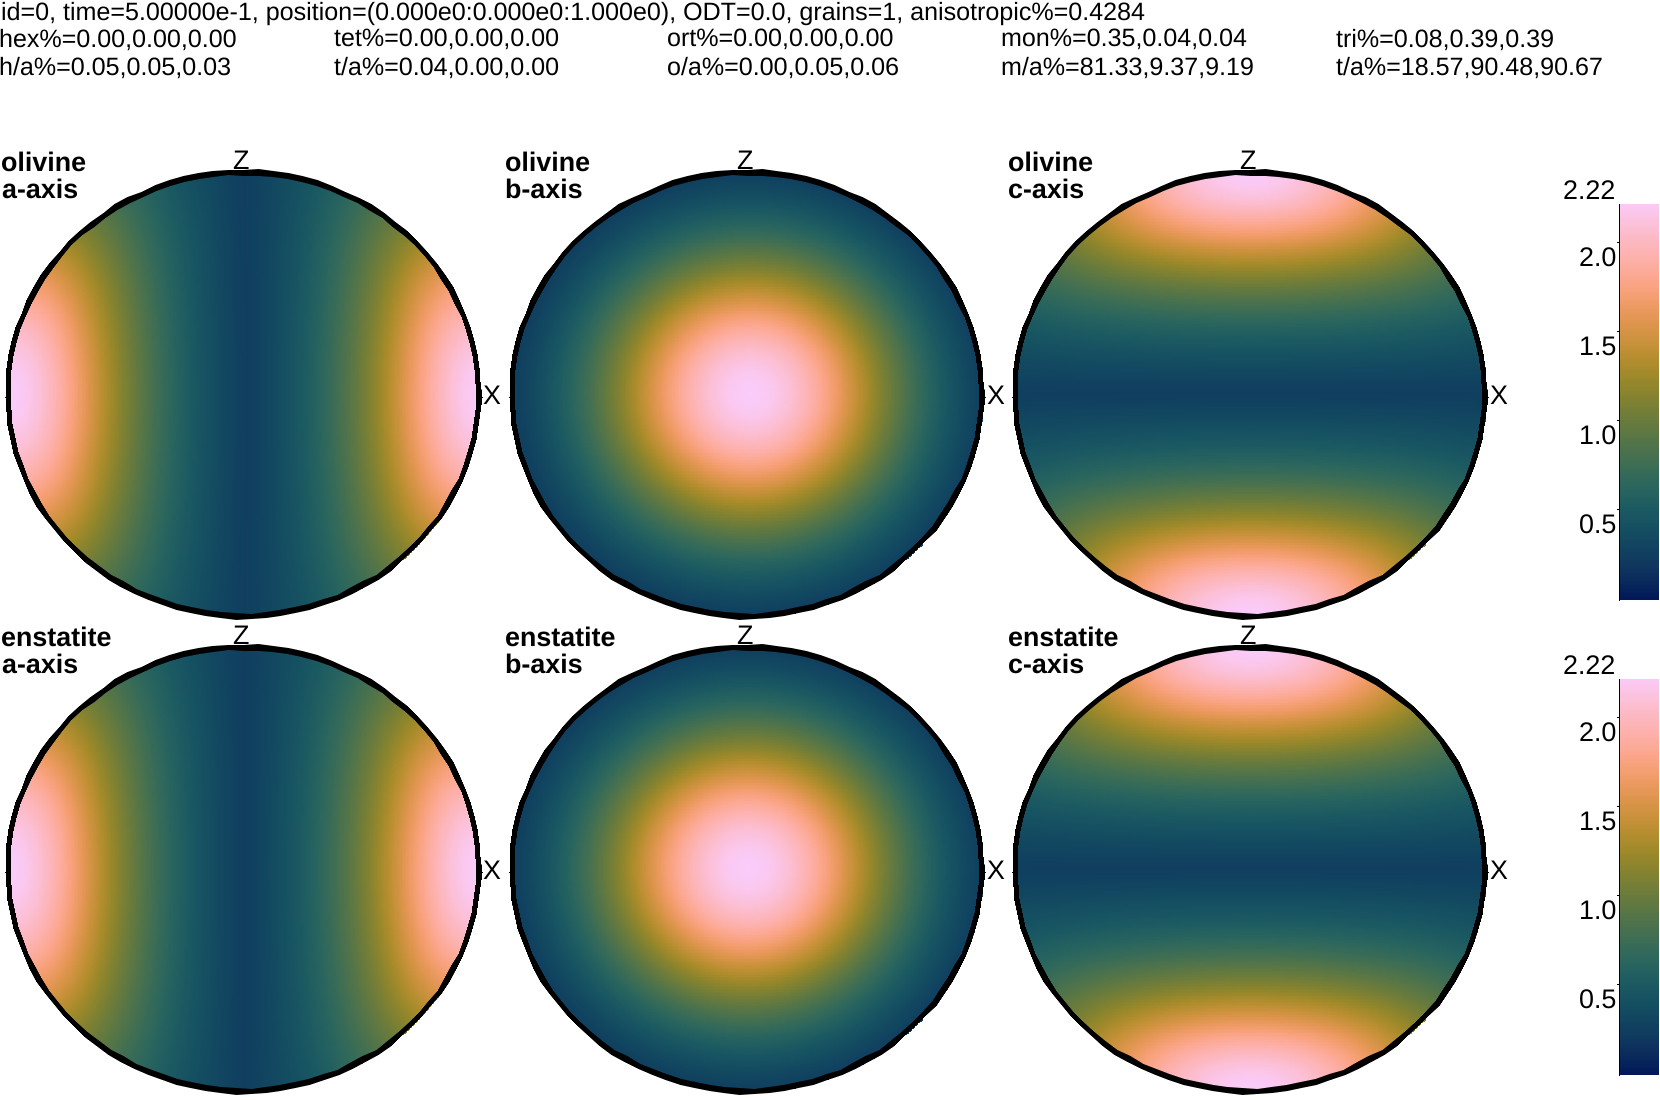 id=0, time=5.00000e-1, position=(0.000e0:0.000e0:1.000e0), ODT=0.0, grains=1, anisotropic%=0.4284
hex%=0.00,0.00,0.00 tet%=0.00,0.00,0.00 ort%=0.00,0.00,0.00 mon%=0.35,0.04,0.04 tri%=0.08,0.39,0.39
h/a%=0.05,0.05,0.03 t/a%=0.04,0.00,0.00 o/a%=0.00,0.05,0.06 m/a%=81.33,9.37,9.19 t/a%=18.57,90.48,90.67
olivine
a-axis
Z
X
olivine
b-axis
Z
X
olivine
c-axis
Z
X
2.22
2.0
1.5
1.0
0.5
enstatite
a-axis
Z
X
enstatite
b-axis
Z
X
enstatite
c-axis
Z
X
2.22
2.0
1.5
1.0
0.5